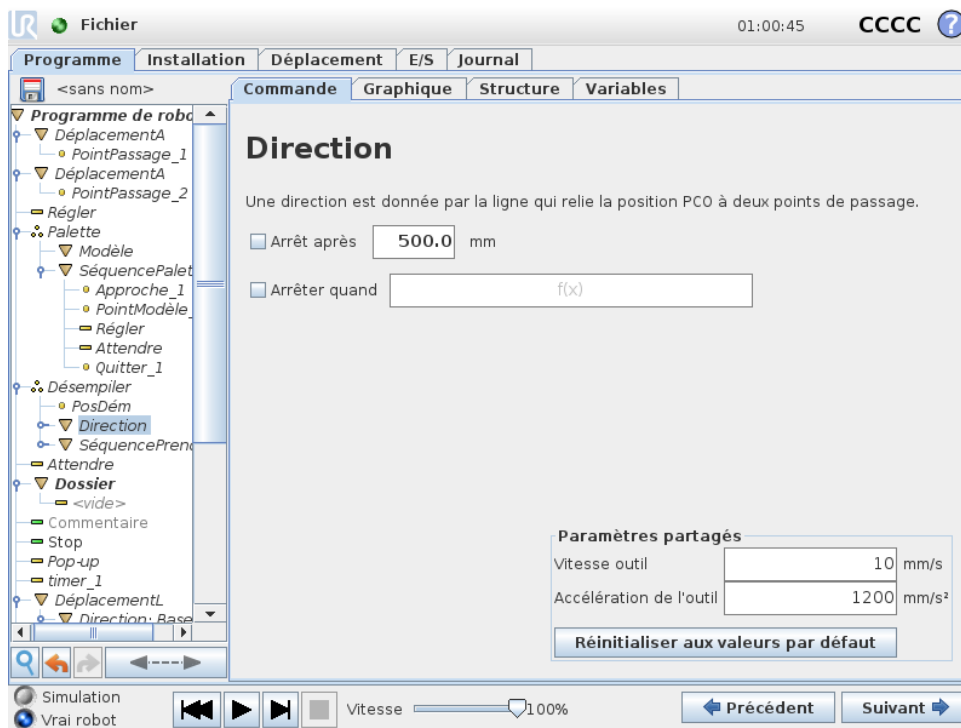 UR Fichier 01:00:45 CCCC ?
Programme Installation Déplacement E/S Journal
<sans nom> Commande Graphique Structure Variables
Programme de robo
DéplacementA
PointPassage_1
DéplacementA
PointPassage_2
Régler
Palette
Modèle
SéquencePalet
Approche_1
PointModèle_
Régler
Attendre
Quitter_1
Désempiler
PosDém
Direction
SéquencePren
Attendre
Dossier
<vide>
Commentaire
Stop
Pop-up
timer_1
DéplacementL
Direction: Base
Direction
Une direction est donnée par la ligne qui relie la position PCO à deux points de passage.
Arrêt après 500.0 mm
Arrêter quand f(x)
Paramètres partagés
Vitesse outil 10 mm/s
Accélération de l'outil 1200 mm/s²
Réinitialiser aux valeurs par défaut
Simulation
Vrai robot
Vitesse 100%
Précédent Suivant